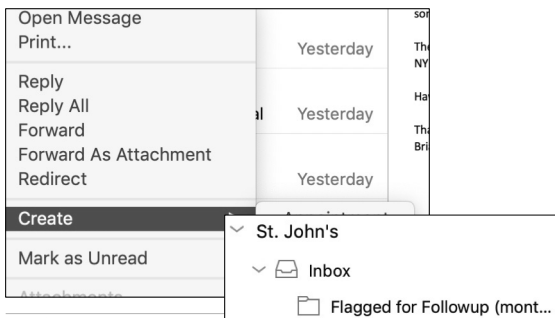 Open Message
Print...
Yesterday
Reply
Reply All
Forward
Forward As Attachment
Redirect
Yesterday
Yesterday
Create
Mark as Unread
St. John's
Inbox
Flagged for Followup (mont...